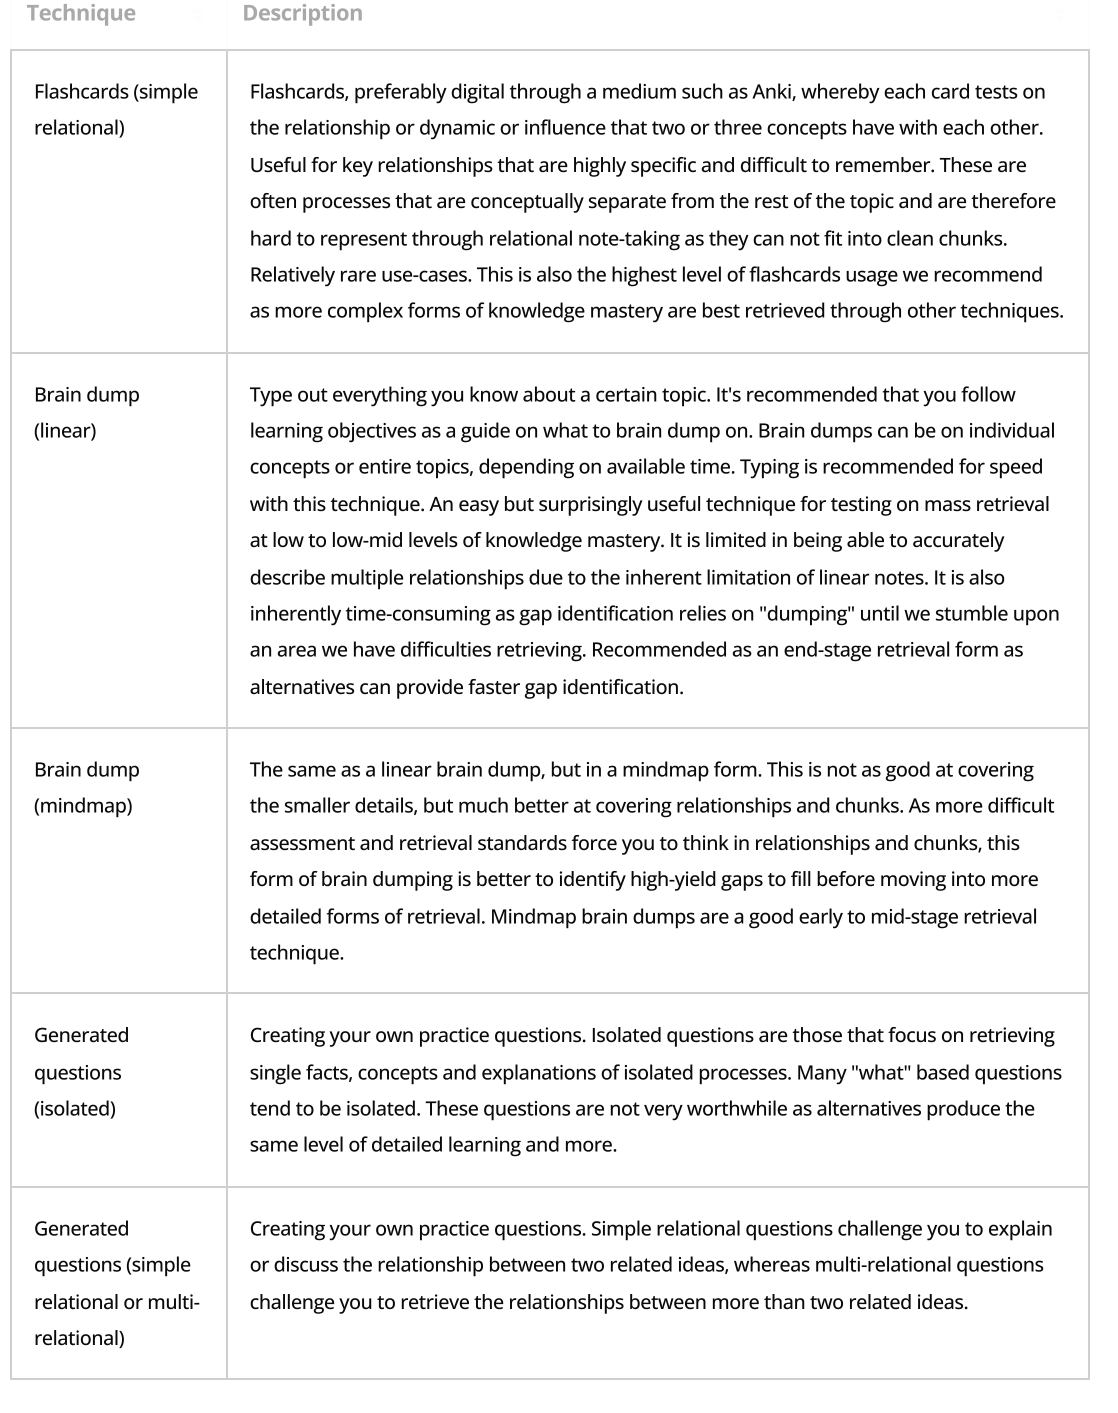 Technique
Description
Flashcards (simple
relational)
Flashcards, preferably digital through a medium such as Anki, whereby each card tests on
the relationship or dynamic or influence that two or three concepts have with each other.
Useful for key relationships that are highly specific and difficult to remember. These are
often processes that are conceptually separate from the rest of the topic and are therefore
hard to represent through relational note-taking as they can not fit into clean chunks.
Relatively rare use-cases. This is also the highest level of flashcards usage we recommend
as more complex forms of knowledge mastery are best retrieved through other techniques.
Brain dump
(linear)
Type out everything you know about a certain topic. It's recommended that you follow
learning objectives as a guide on what to brain dump on. Brain dumps can be on individual
concepts or entire topics, depending on available time. Typing is recommended for speed
with this technique. An easy but surprisingly useful technique for testing on mass retrieval
at low to low-mid levels of knowledge mastery. It is limited in being able to accurately
describe multiple relationships due to the inherent limitation of linear notes. It is also
inherently time-consuming as gap identification relies on "dumping" until we stumble upon
an area we have difficulties retrieving. Recommended as an end-stage retrieval form as
alternatives can provide faster gap identification.
Brain dump
(mindmap)
The same as a linear brain dump, but in a mindmap form. This is not as good at covering
the smaller details, but much better at covering relationships and chunks. As more difficult
assessment and retrieval standards force you to think in relationships and chunks, this
form of brain dumping is better to identify high-yield gaps to fill before moving into more
detailed forms of retrieval. Mindmap brain dumps are a good early to mid-stage retrieval
technique.
Generated
questions
(isolated)
Creating your own practice questions. Isolated questions are those that focus on retrieving
single facts, concepts and explanations of isolated processes. Many "what" based questions
tend to be isolated. These questions are not very worthwhile as alternatives produce the
same level of detailed learning and more.
Generated
questions (simple
relational or multi-
relational)
Creating your own practice questions. Simple relational questions challenge you to explain
or discuss the relationship between two related ideas, whereas multi-relational questions
challenge you to retrieve the relationships between more than two related ideas.